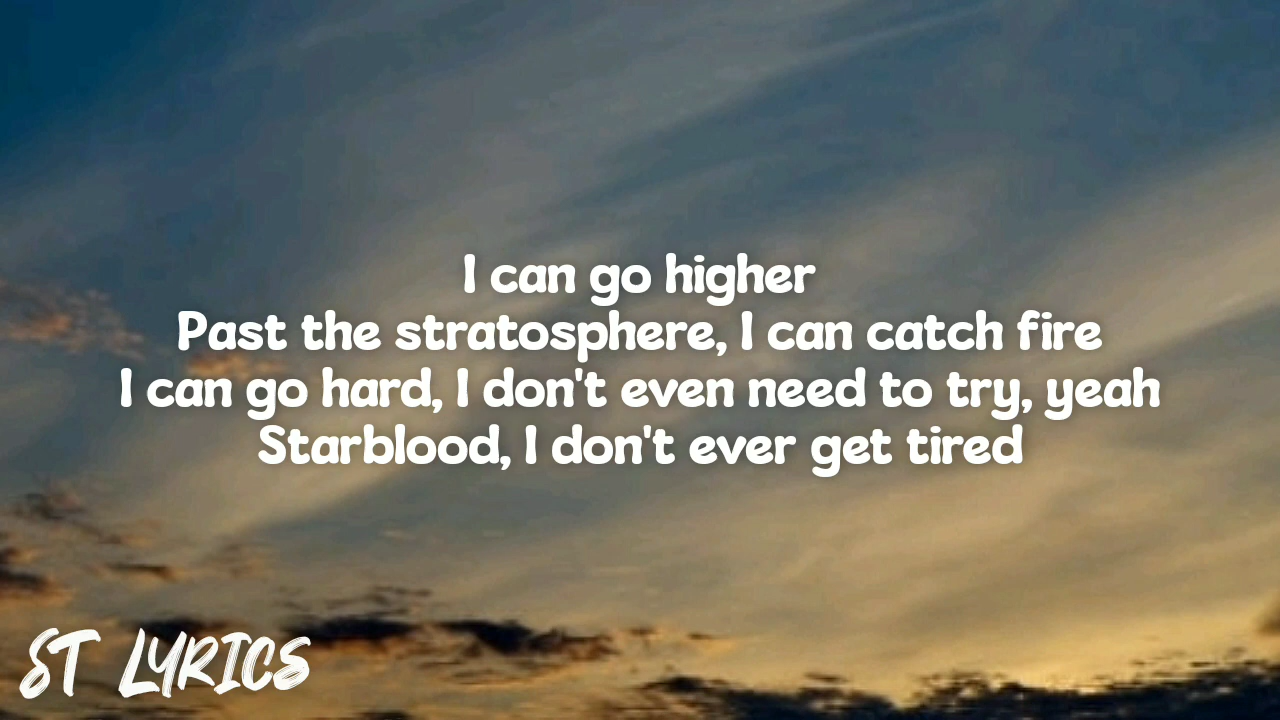 I can go higher
Past the stratosphere, I can catch fire
I can go hard, I don't even need to try, yeah
Starblood, I don't ever get tired
ST LYRICS